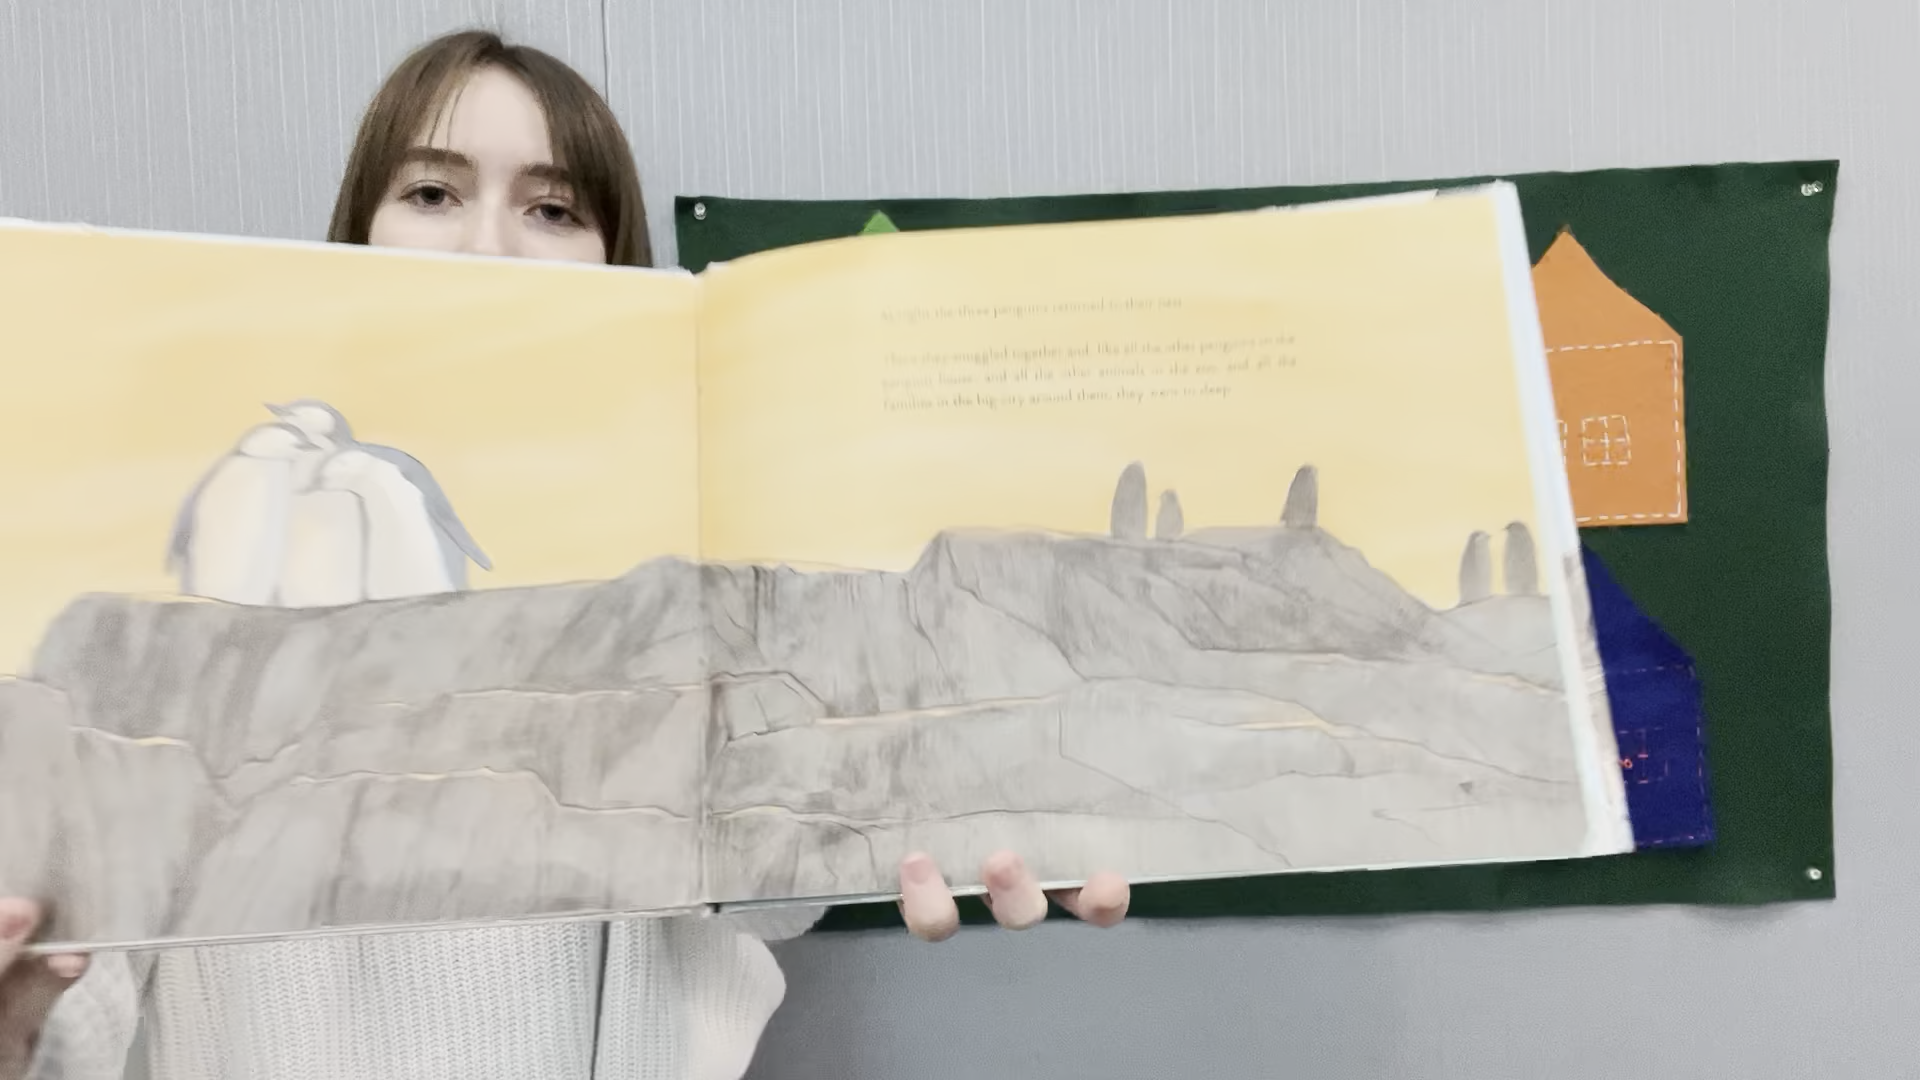 At night, the three penguins returned to their nest.
There they snuggled together and, like all the other penguins in the
penguin house, and all the other animals in the zoo, and all the
families in the big city around them, they went to sleep.